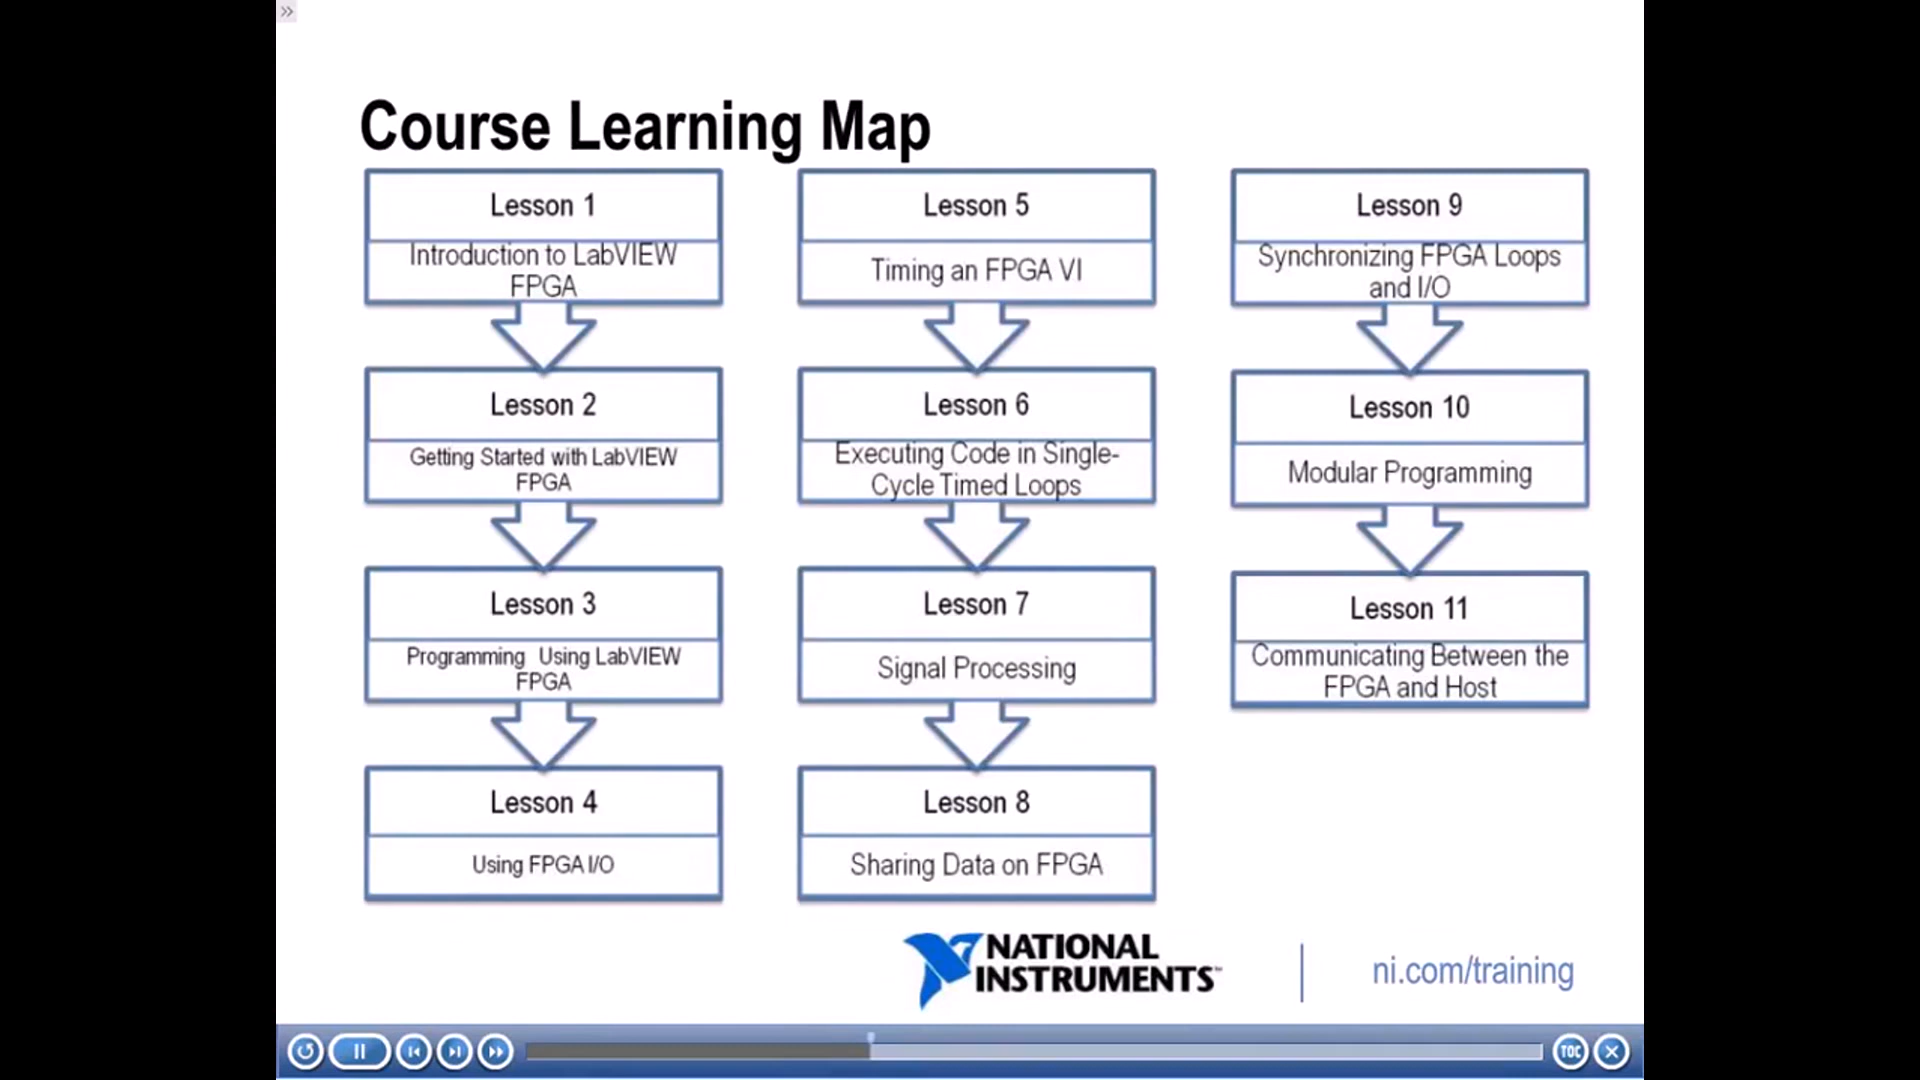 Course Learning Map
Lesson 1
Introduction to LabVIEW
FPGA
Lesson 2
Getting Started with LabVIEW
FPGA
Lesson 3
Programming Using LabVIEW
FPGA
Lesson 4
Using FPGA I/O
Lesson 5
Timing an FPGA VI
Lesson 6
Executing Code in Single-
Cycle Timed Loops
Lesson 7
Signal Processing
Lesson 8
Sharing Data on FPGA
Lesson 9
Synchronizing FPGA Loops
and I/O
Lesson 10
Modular Programming
Lesson 11
Communicating Between the
FPGA and Host
NATIONAL
INSTRUMENTS™
ni.com/training
TOC